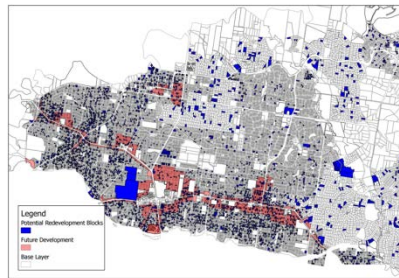 Legend
Potential Redevelopment Blocks
Future Development
Base Layer